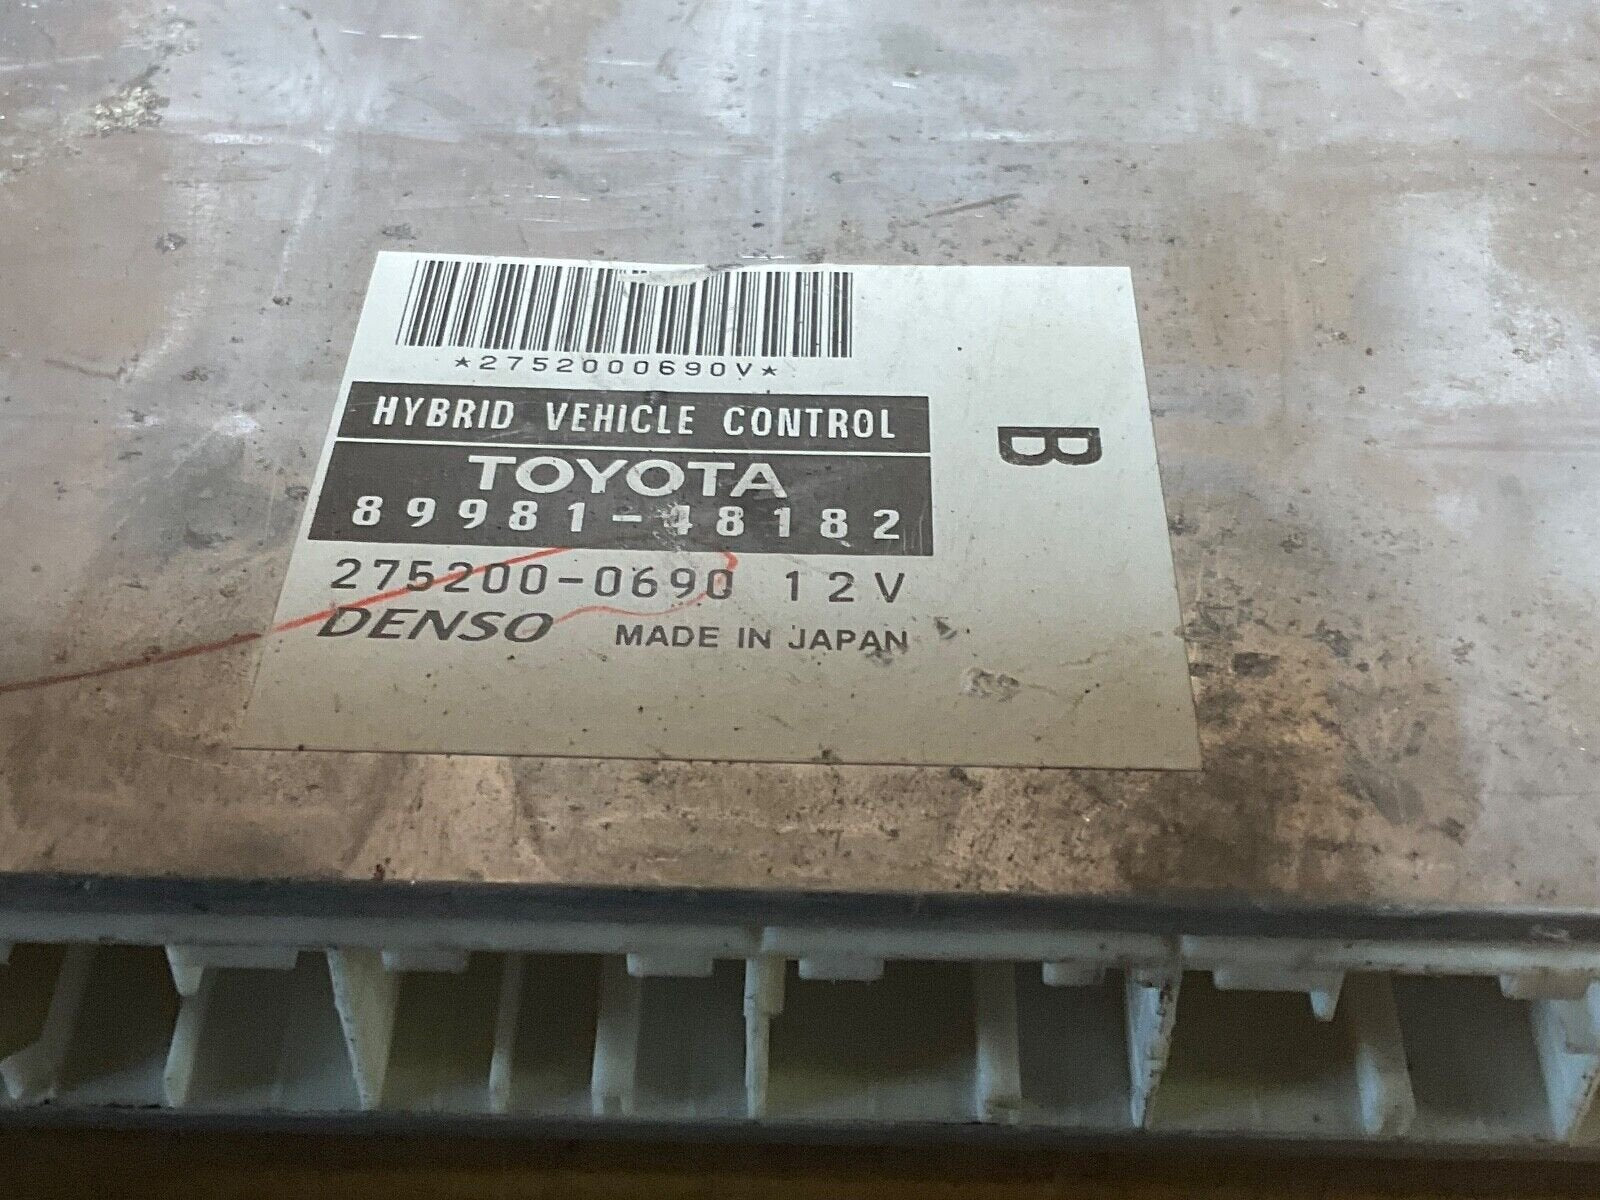 *2752000690V*
HYBRID VEHICLE CONTROL
TOYOTA
89981-48182
275200-0690 12V
DENSO MADE IN JAPAN
B